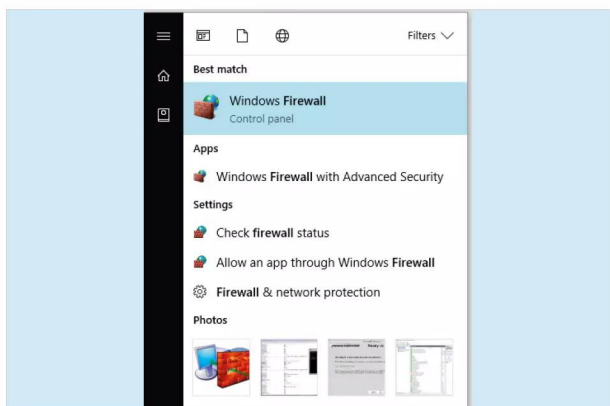 Filters
Best match
Windows Firewall
Control panel
Apps
Windows Firewall with Advanced Security
Settings
Check firewall status
Allow an app through Windows Firewall
Firewall & network protection
Photos